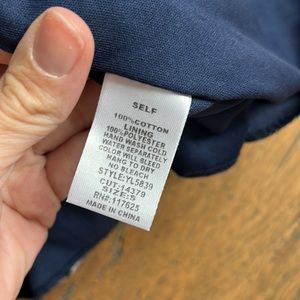 SELF
100%COTTON
LINING
100%POLYESTER
HAND WASH COLD
WATER SEPARATELY
COLOR WILL BLEED
HANG TO DRY
NO BLEACH
STYLE:YL5839
CUT:14379
SIZE:S
RN#:117625
MADE IN CHINA